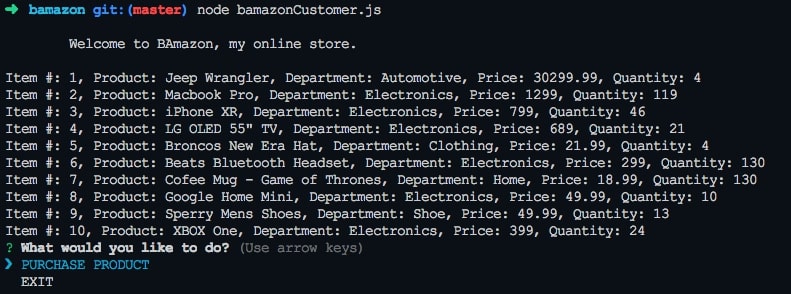 ➜ bamazon git:(master) node bamazonCustomer.js
Welcome to BAmazon, my online store.
Item #: 1, Product: Jeep Wrangler, Department: Automotive, Price: 30299.99, Quantity: 4
Item #: 2, Product: Macbook Pro, Department: Electronics, Price: 1299, Quantity: 119
Item #: 3, Product: iPhone XR, Department: Electronics, Price: 799, Quantity: 46
Item #: 4, Product: LG OLED 55" TV, Department: Electronics, Price: 689, Quantity: 21
Item #: 5, Product: Broncos New Era Hat, Department: Clothing, Price: 21.99, Quantity: 4
Item #: 6, Product: Beats Bluetooth Headset, Department: Electronics, Price: 299, Quantity: 130
Item #: 7, Product: Cofee Mug - Game of Thrones, Department: Home, Price: 18.99, Quantity: 130
Item #: 8, Product: Google Home Mini, Department: Electronics, Price: 49.99, Quantity: 10
Item #: 9, Product: Sperry Mens Shoes, Department: Shoe, Price: 49.99, Quantity: 13
Item #: 10, Product: XBOX One, Department: Electronics, Price: 399, Quantity: 24
? What would you like to do? (Use arrow keys)
❯ PURCHASE PRODUCT
EXIT